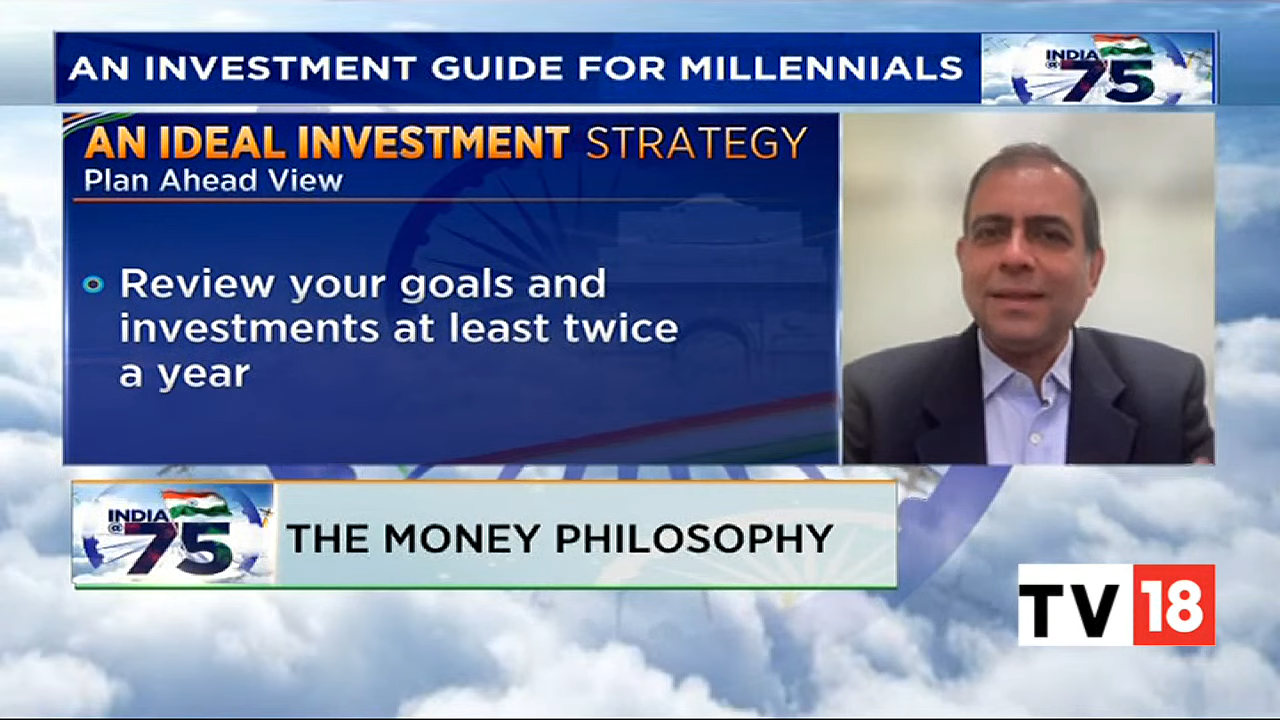 AN INVESTMENT GUIDE FOR MILLENNIALS
INDIA
@75
AN IDEAL INVESTMENT STRATEGY
Plan Ahead View
Review your goals and
investments at least twice
a year
INDIA
@75
THE MONEY PHILOSOPHY
TV18